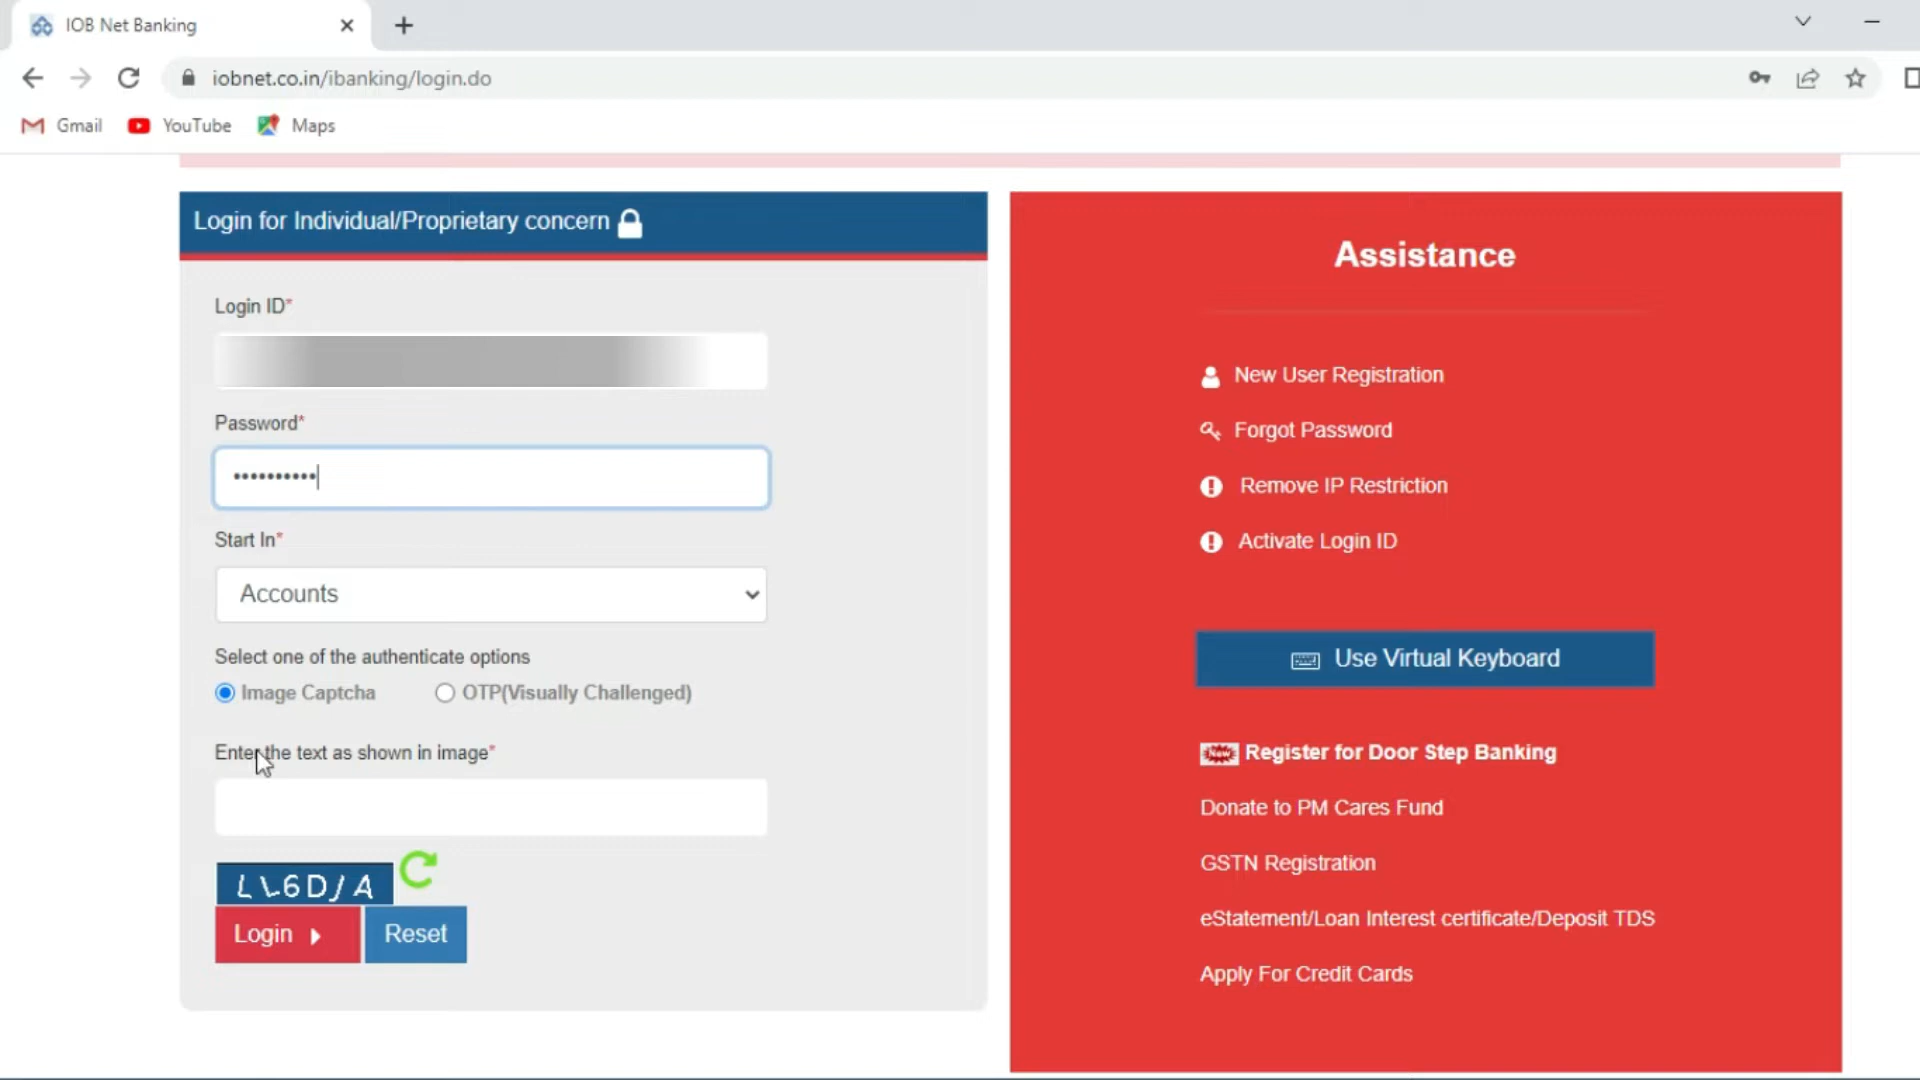 IOB Net Banking
iobnet.co.in/ibanking/login.do
Gmail YouTube Maps
Login for Individual/Proprietary concern
Login ID*
Password*
••••••••••
Start In*
Accounts
Select one of the authenticate options
Image Captcha OTP(Visually Challenged)
Enter the text as shown in image*
Login Reset
Assistance
New User Registration
Forgot Password
Remove IP Restriction
Activate Login ID
Use Virtual Keyboard
New Register for Door Step Banking
Donate to PM Cares Fund
GSTN Registration
eStatement/Loan Interest certificate/Deposit TDS
Apply For Credit Cards